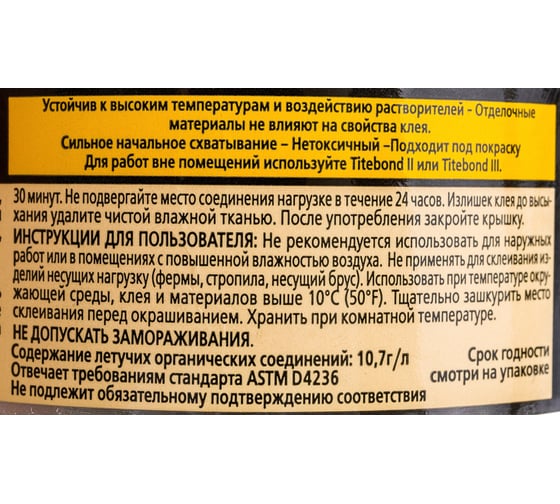 Устойчив к высоким температурам и воздействию растворителей - Отделочные
материалы не влияют на свойства клея.
Сильное начальное схватывание – Нетоксичный –Подходит под покраску
Для работ вне помещений используйте Titebond II или Titebond III.
30 минут. Не подвергайте место соединения нагрузке в течение 24 часов. Излишек клея до высы-
хания удалите чистой влажной тканью. После употребления закройте крышку.
ИНСТРУКЦИИ ДЛЯ ПОЛЬЗОВАТЕЛЯ: Не рекомендуется использовать для наружных
работ или в помещениях с повышенной влажностью воздуха. Не применять для склеивания из-
делий несущих нагрузку (фермы, стропила, несущий брус). Использовать при температуре окру-
жающей среды, клея и материалов выше 10°C (50°F). Тщательно зашкурить место
склеивания перед окрашиванием. Хранить при комнатной температуре.
НЕ ДОПУСКАТЬ ЗАМОРАЖИВАНИЯ.
Содержание летучих органических соединений: 10,7г/л
Отвечает требованиям стандарта ASTM D4236
Не подлежит обязательному подтверждению соответствия
Срок годности
смотри на упаковке